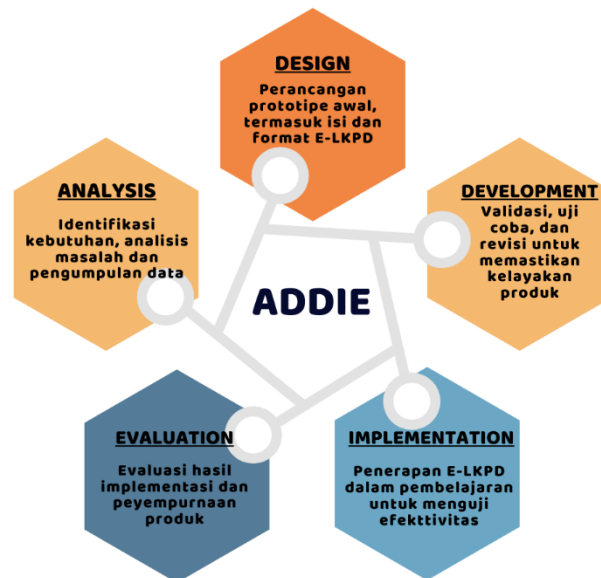 DESIGN
Perancangan
prototipe awal,
termasuk isi dan
format E-LKPD
ANALYSIS
Identifikasi
kebutuhan, analisis
masalah dan
pengumpulan data
DEVELOPMENT
Validasi, uji
coba, dan
revisi untuk
memastikan
kelayakan
produk
ADDIE
EVALUATION
Evaluasi hasil
implementasi dan
peyempurnaan
produk
IMPLEMENTATION
Penerapan E-LKPD
dalam pembelajaran
untuk menguji
efekttivitas